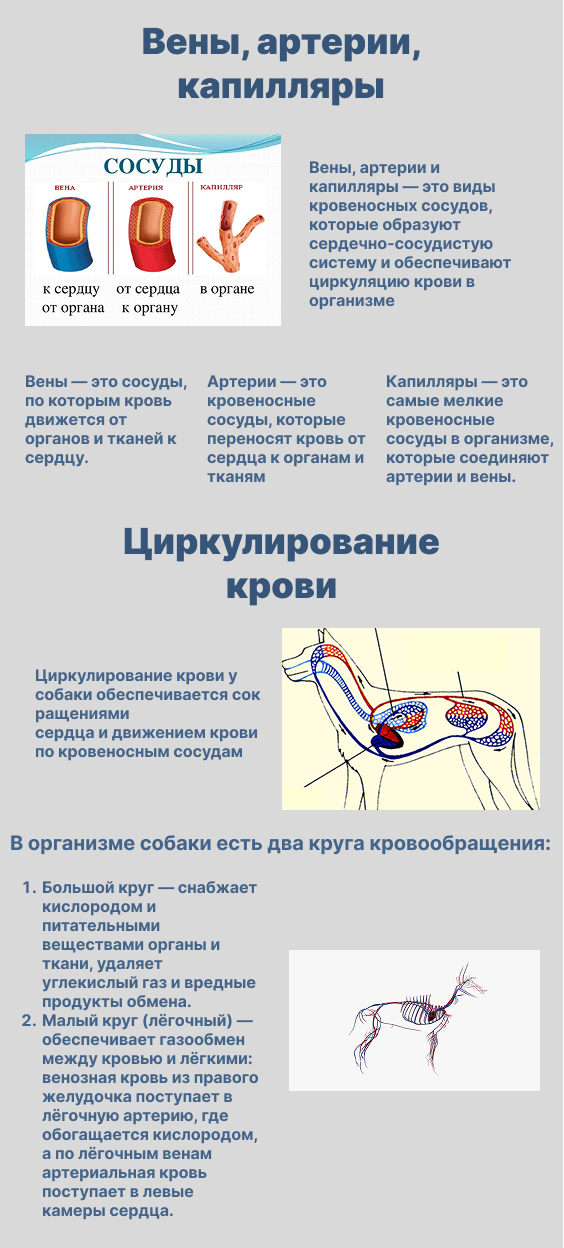 Вены, артерии,
капилляры
СОСУДЫ
ВЕНА
АРТЕРИЯ
КАПИЛЛЯР
к сердцу
от органа
от сердца
к органу
в органе
Вены, артерии и
капилляры — это виды
кровеносных сосудов,
которые образуют
сердечно-сосудистую
систему и обеспечивают
циркуляцию крови в
организме
Вены — это сосуды,
по которым кровь
движется от
органов и тканей к
сердцу.
Артерии — это
кровеносные
сосуды, которые
переносят кровь от
сердца к органам и
тканям
Капилляры — это
самые мелкие
кровеносные
сосуды в организме,
которые соединяют
артерии и вены.
Циркулирование
крови
Циркулирование крови у
собаки обеспечивается сок
ращениями
сердца и движением крови
по кровеносным сосудам
В организме собаки есть два круга кровообращения:
1. Большой круг — снабжает
кислородом и
питательными
веществами органы и
ткани, удаляет
углекислый газ и вредные
продукты обмена.
2. Малый круг (лёгочный) —
обеспечивает газообмен
между кровью и лёгкими:
венозная кровь из правого
желудочка поступает в
лёгочную артерию, где
обогащается кислородом,
а по лёгочным венам
артериальная кровь
поступает в левые
камеры сердца.